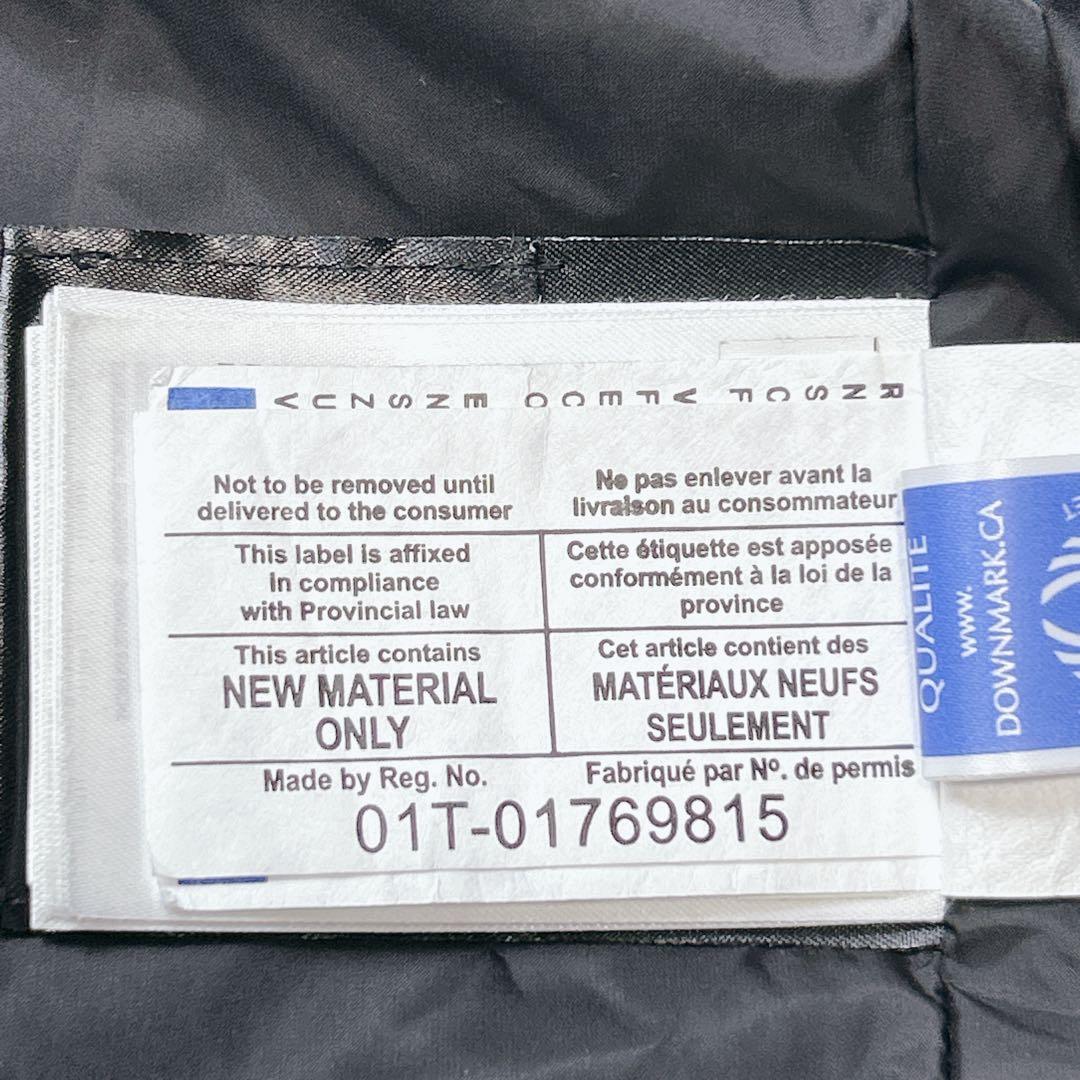 Not to be removed until
delivered to the consumer
Ne pas enlever avant la
livraison au consommateur
This label is affixed
in compliance
with Provincial law
Cette étiquette est apposée
conformément à la loi de la
province
This article contains
NEW MATERIAL
ONLY
Cet article contient des
MATÉRIAUX NEUFS
SEULEMENT
Made by Reg. No.
Fabriqué par Nº. de permis
01T-01769815
QUALITÉ
www.
DOWNMARK.CA